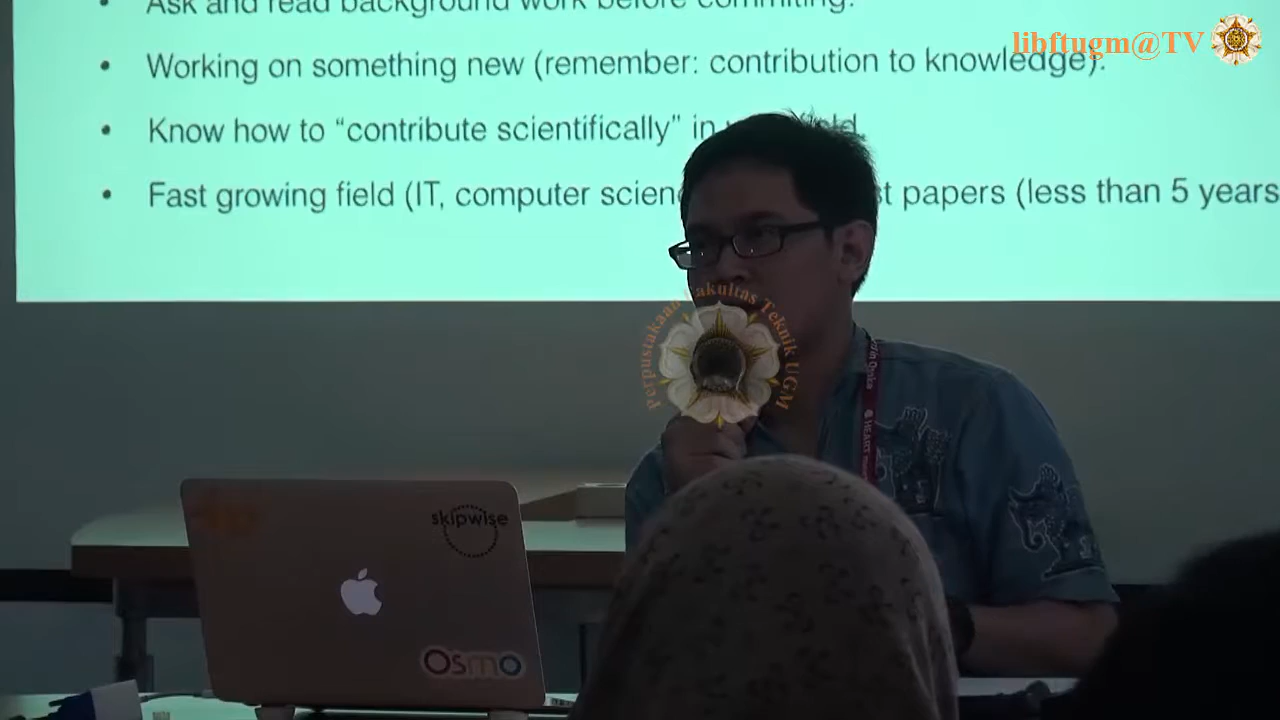 • Ask and read background work before commiting.
libftugm@TV
• Working on something new (remember: contribution to knowledge).
• Know how to “contribute scientifically” in field.
• Fast growing field (IT, computer papers (less than 5 years
Perpustakaan Fakultas Teknik UGM
skipwise
Osmo